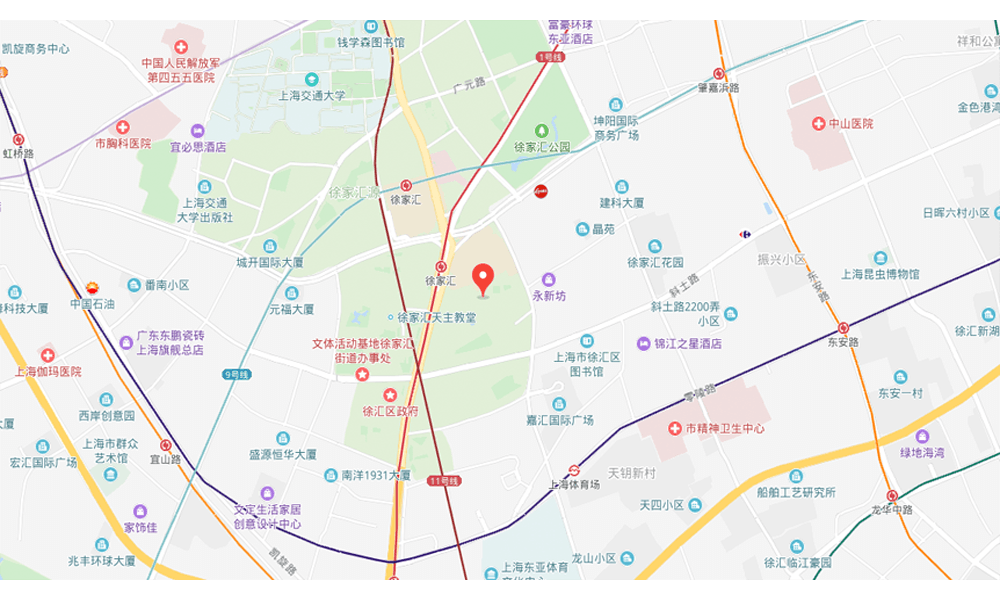 钱学森图书馆
富豪环球
东亚酒店
祥和公寓
凯旋商务中心
中国人民解放军
第四五五医院
1号线
上海交通大学
广元路
肇嘉浜路
金色港湾
坤阳国际
商务广场
中山医院
市胸科医院
宜必思酒店
徐家汇公园
虹桥路
上海交通
大学出版社
徐家汇源
徐家汇
建科大厦
日晖六村小区
晶苑
城开国际大厦
徐家汇花园
振兴小区
上海昆虫博物馆
徐家汇
番南小区
中国石油
元福大厦
永新坊
斜土路
东安路
科技大厦
徐家汇天主教堂
斜土路2200弄
小区
徐汇新湖
广东东鹏瓷砖
上海旗舰店
文体活动基地徐家汇
街道办事处
上海市徐汇区
图书馆
锦江之星酒店
东安路
上海伽玛医院
9号线
零陵路
东安一村
西岸创意园
徐汇区政府
嘉汇国际广场
市精神卫生中心
上海市群众
艺术馆
宏汇国际广场
宜山路
盛源恒华大厦
绿地海湾
南洋1931大厦
11号线
上海体育场
天钥新村
船舶工艺研究所
文定生活家居
创意设计中心
天四小区
龙华中路
家饰佳
兆丰环球大厦
凯旋路
上海东亚体育
龙山小区
徐汇临江豪园